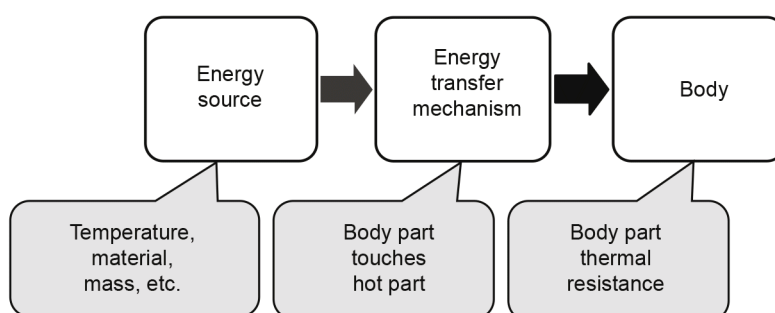 Energy
source
Energy
transfer
mechanism
Body
Temperature,
material,
mass, etc.
Body part
touches
hot part
Body part
thermal
resistance